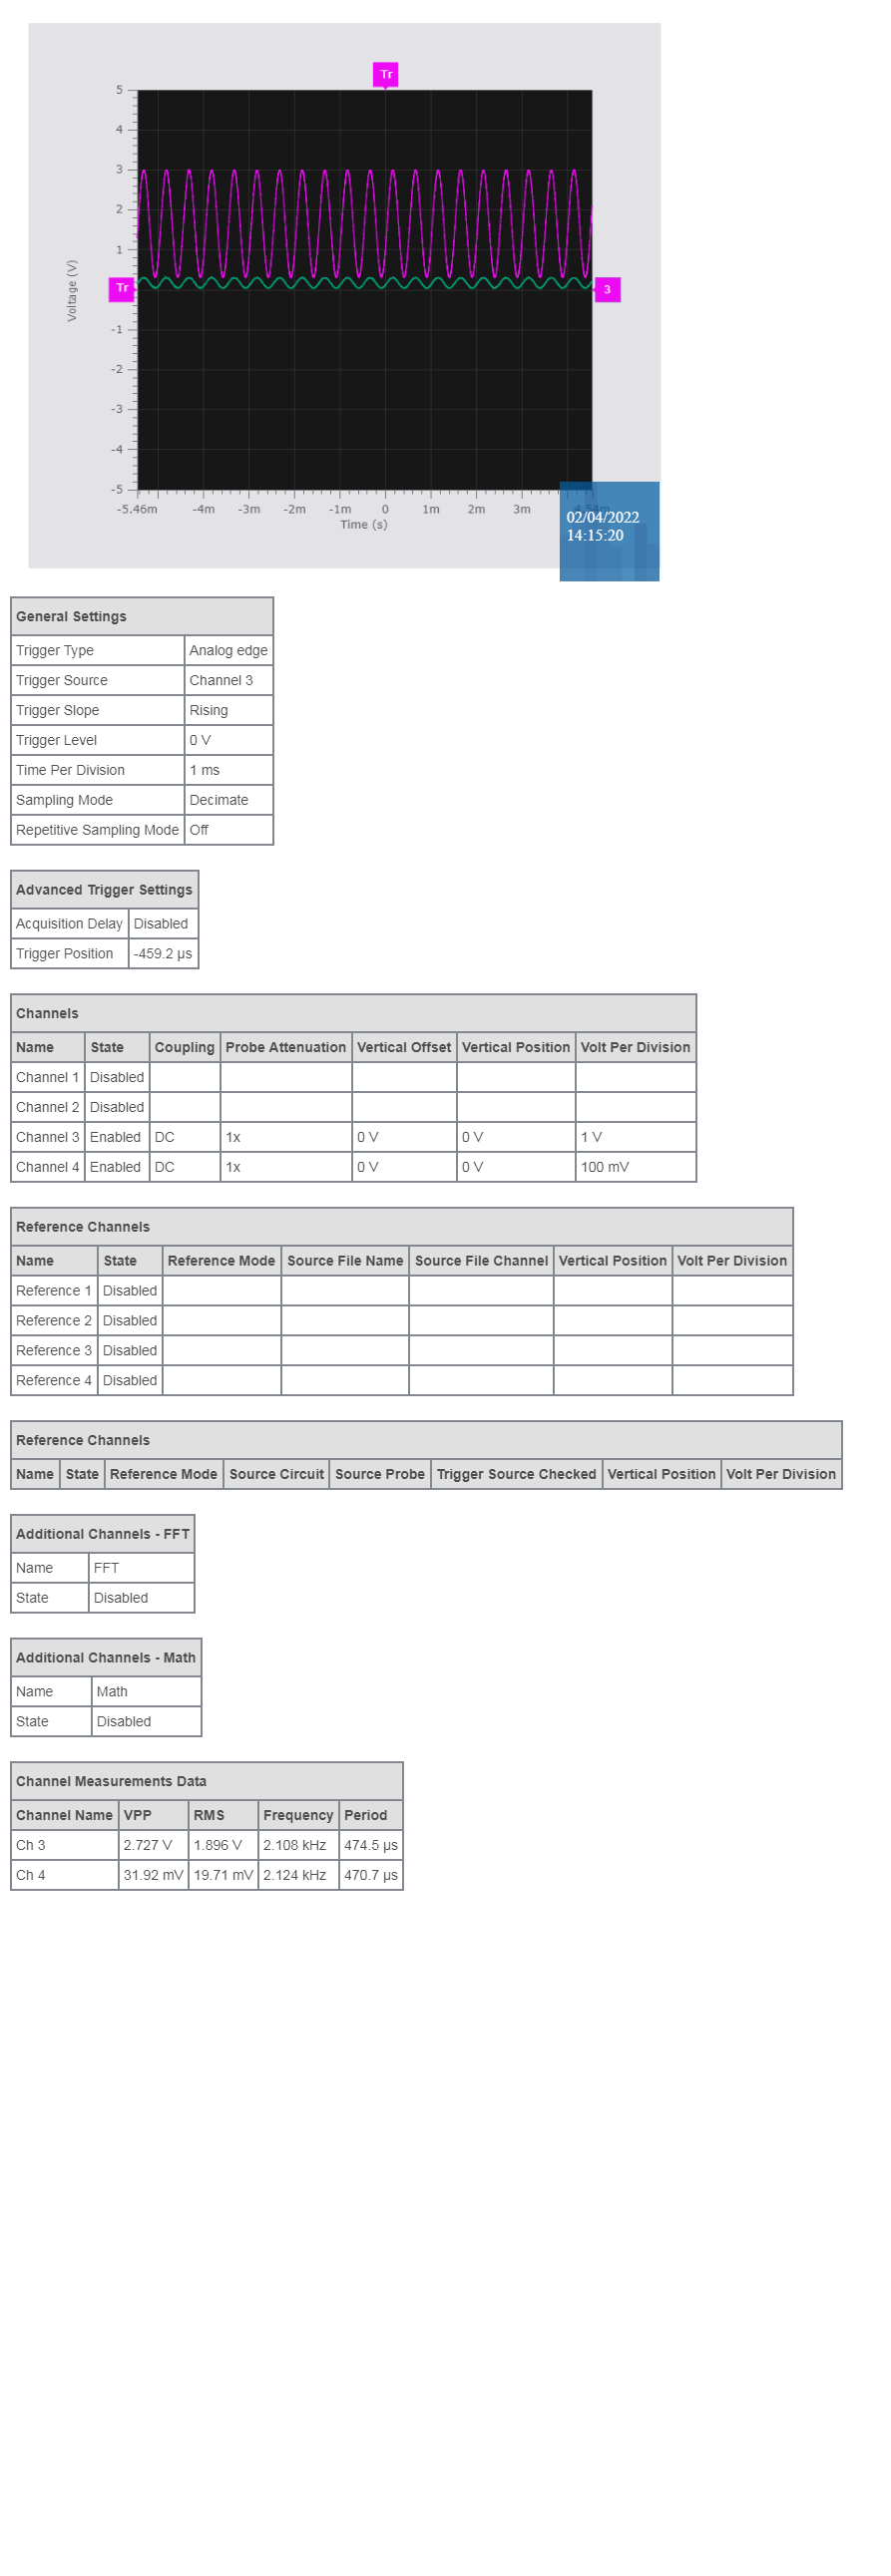 Tr
5
4
3
2
1
-1
-2
-3
-4
-5
Voltage (V)
Tr
3
-5.46m -4m -3m -2m -1m 0 1m 2m 3m 4.54m
Time (s)
02/04/2022
14:15:20
General Settings
Trigger Type Analog edge
Trigger Source Channel 3
Trigger Slope Rising
Trigger Level 0 V
Time Per Division 1 ms
Sampling Mode Decimate
Repetitive Sampling Mode Off
Advanced Trigger Settings
Acquisition Delay Disabled
Trigger Position -459.2 µs
Channels
Name State Coupling Probe Attenuation Vertical Offset Vertical Position Volt Per Division
Channel 1 Disabled
Channel 2 Disabled
Channel 3 Enabled DC 1x 0 V 0 V 1 V
Channel 4 Enabled DC 1x 0 V 0 V 100 mV
Reference Channels
Name State Reference Mode Source File Name Source File Channel Vertical Position Volt Per Division
Reference 1 Disabled
Reference 2 Disabled
Reference 3 Disabled
Reference 4 Disabled
Reference Channels
Name State Reference Mode Source Circuit Source Probe Trigger Source Checked Vertical Position Volt Per Division
Additional Channels - FFT
Name FFT
State Disabled
Additional Channels - Math
Name Math
State Disabled
Channel Measurements Data
Channel Name VPP RMS Frequency Period
Ch 3 2.727 V 1.896 V 2.108 kHz 474.5 µs
Ch 4 31.92 mV 19.71 mV 2.124 kHz 470.7 µs